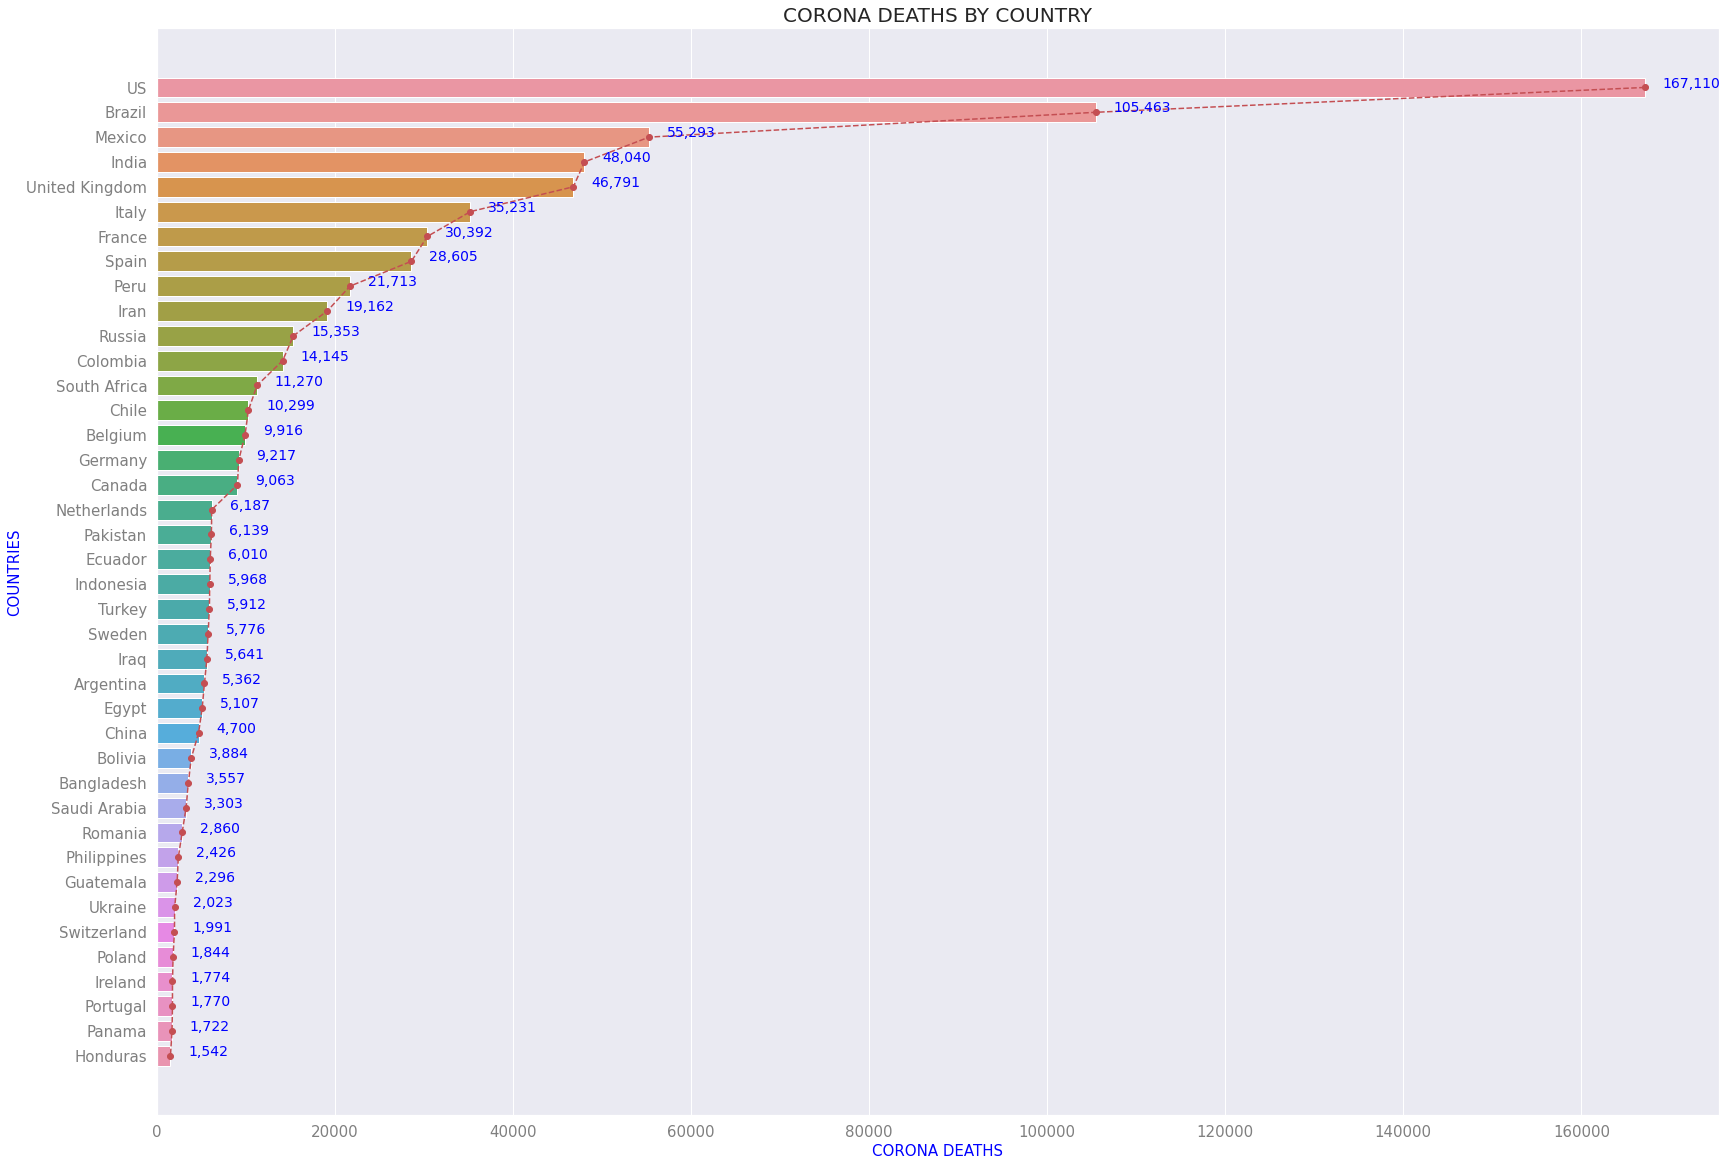 CORONA DEATHS BY COUNTRY
US 167,110
Brazil 105,463
Mexico 55,293
India 48,040
United Kingdom 46,791
Italy 35,231
France 30,392
Spain 28,605
Peru 21,713
Iran 19,162
Russia 15,353
Colombia 14,145
South Africa 11,270
Chile 10,299
Belgium 9,916
Germany 9,217
Canada 9,063
Netherlands 6,187
Pakistan 6,139
Ecuador 6,010
Indonesia 5,968
Turkey 5,912
Sweden 5,776
Iraq 5,641
Argentina 5,362
Egypt 5,107
China 4,700
Bolivia 3,884
Bangladesh 3,557
Saudi Arabia 3,303
Romania 2,860
Philippines 2,426
Guatemala 2,296
Ukraine 2,023
Switzerland 1,991
Poland 1,844
Ireland 1,774
Portugal 1,770
Panama 1,722
Honduras 1,542
COUNTRIES
0 20000 40000 60000 80000 100000 120000 140000 160000
CORONA DEATHS